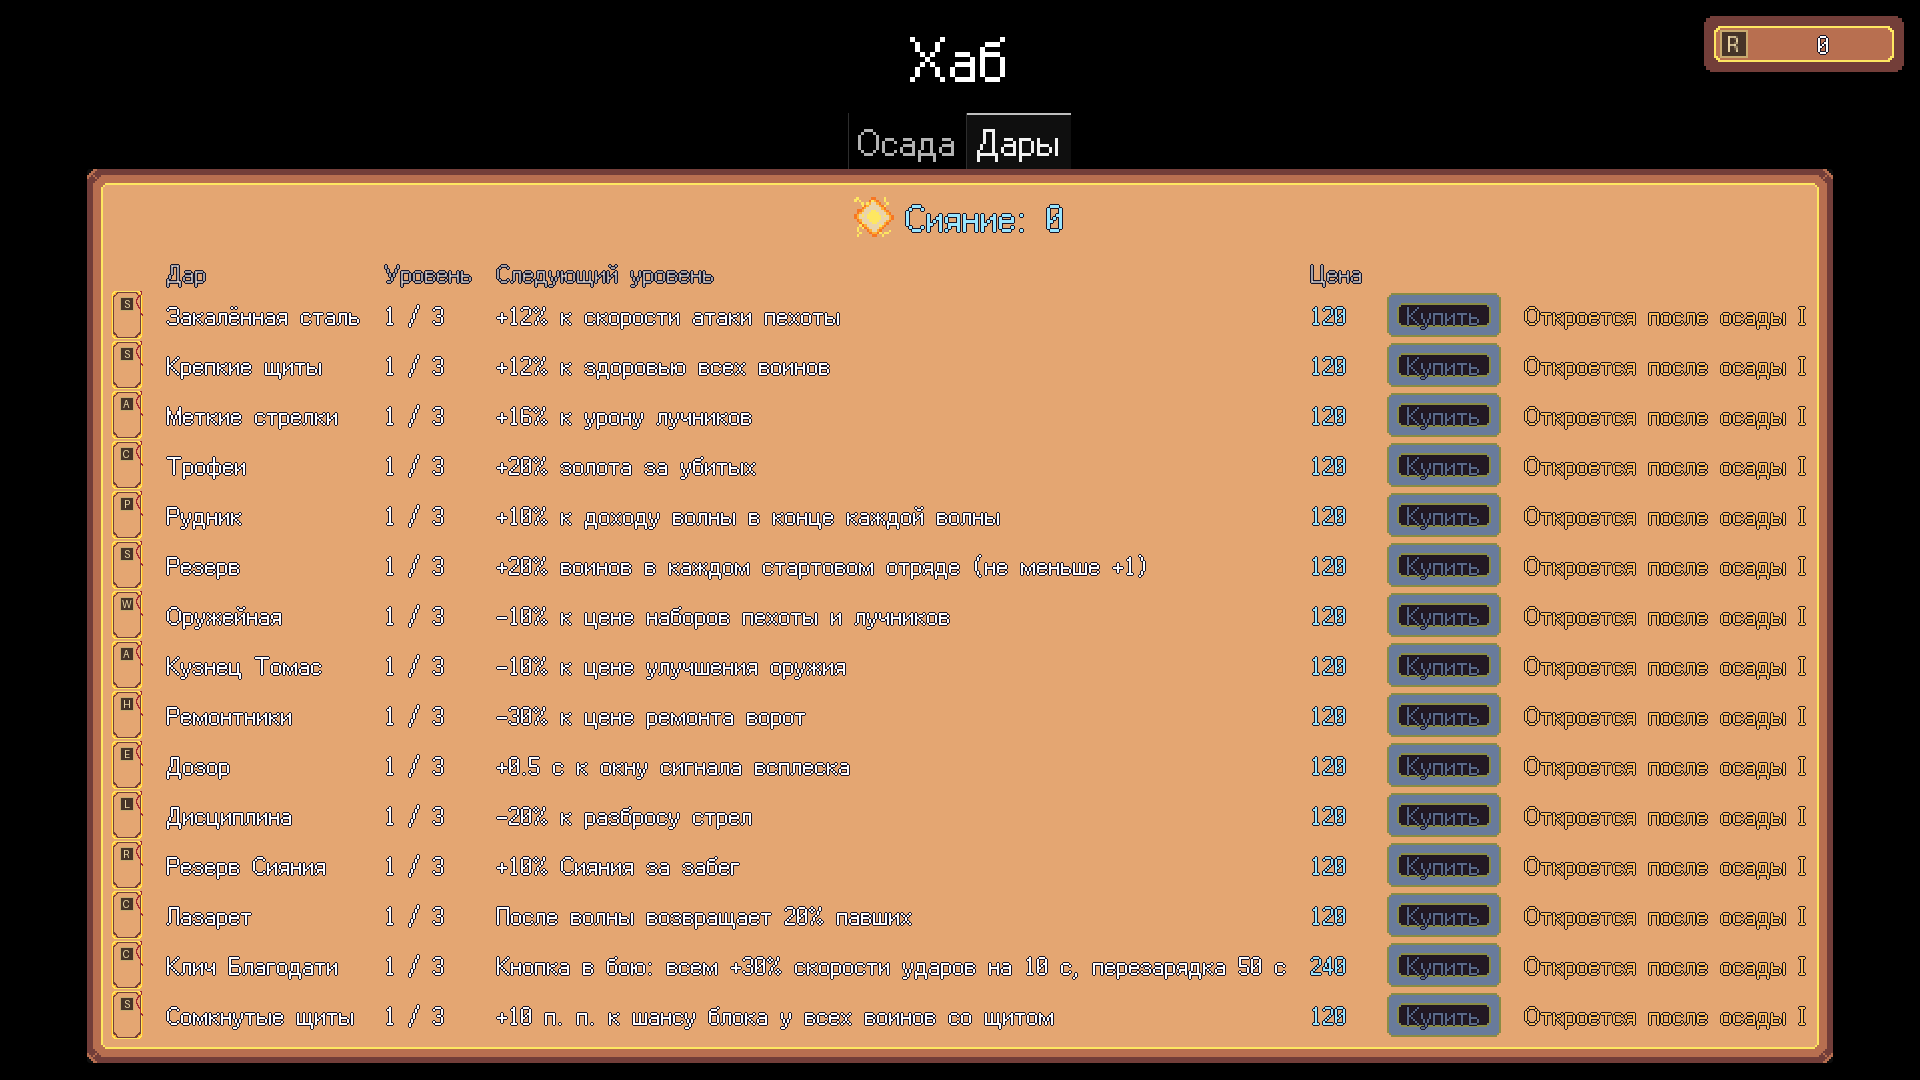 Хаб
R 0
Осада Дары
Сияние: 0
Дар Уровень Следующий уровень Цена
S Закалённая сталь 1 / 3 +12% к скорости атаки пехоты 120 Купить Откроется после осады I
S Крепкие щиты 1 / 3 +12% к здоровью всех воинов 120 Купить Откроется после осады I
A Меткие стрелки 1 / 3 +16% к урону лучников 120 Купить Откроется после осады I
C Трофеи 1 / 3 +20% золота за убитых 120 Купить Откроется после осады I
P Рудник 1 / 3 +10% к доходу волны в конце каждой волны 120 Купить Откроется после осады I
S Резерв 1 / 3 +20% воинов в каждом стартовом отряде (не меньше +1) 120 Купить Откроется после осады I
W Оружейная 1 / 3 -10% к цене наборов пехоты и лучников 120 Купить Откроется после осады I
A Кузнец Томас 1 / 3 -10% к цене улучшения оружия 120 Купить Откроется после осады I
H Ремонтники 1 / 3 -30% к цене ремонта ворот 120 Купить Откроется после осады I
E Дозор 1 / 3 +0.5 с к окну сигнала всплеска 120 Купить Откроется после осады I
L Дисциплина 1 / 3 -20% к разбросу стрел 120 Купить Откроется после осады I
R Резерв Сияния 1 / 3 +10% Сияния за забег 120 Купить Откроется после осады I
C Лазарет 1 / 3 После волны возвращает 20% павших 120 Купить Откроется после осады I
C Клич Благодати 1 / 3 Кнопка в бою: всем +30% скорости ударов на 10 с, перезарядка 50 с 240 Купить Откроется после осады I
S Сомкнутые щиты 1 / 3 +10 п. п. к шансу блока у всех воинов со щитом 120 Купить Откроется после осады I